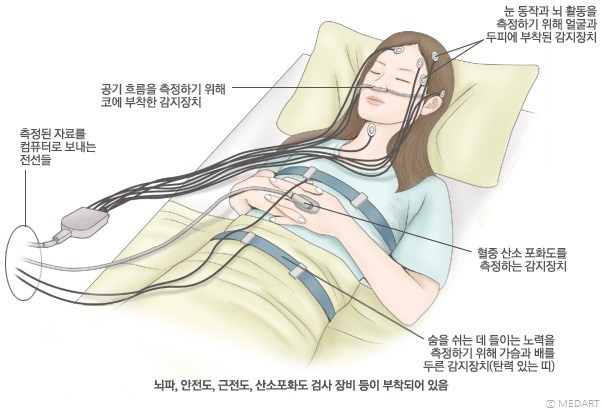 눈 동작과 뇌 활동을
측정하기 위해 얼굴과
두피에 부착된 감지장치
공기 흐름을 측정하기 위해
코에 부착한 감지장치
측정된 자료를
컴퓨터로 보내는
전선들
혈중 산소 포화도를
측정하는 감지장치
숨을 쉬는 데 들이는 노력을
측정하기 위해 가슴과 배를
두른 감지장치(탄력 있는 띠)
뇌파, 안전도, 근전도, 산소포화도 검사 장비 등이 부착되어 있음
ⓒ MEDART